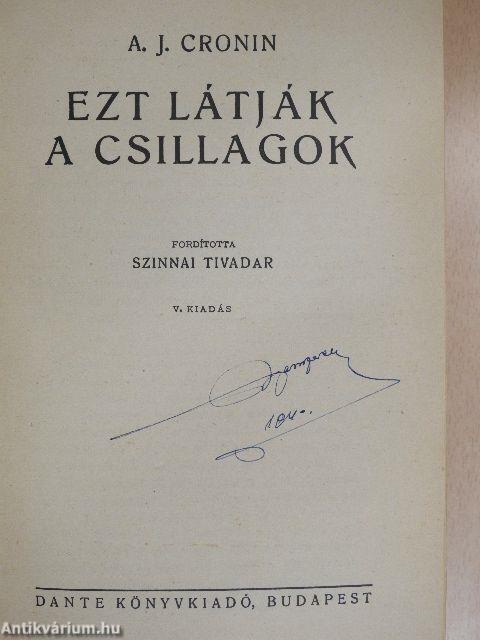 A. J. CRONIN
EZT LÁTJÁK
A CSILLAGOK
FORDÍTOTTA
SZINNAI TIVADAR
V. KIADÁS
DANTE KÖNYVKIADÓ, BUDAPEST
Antikvárium.hu